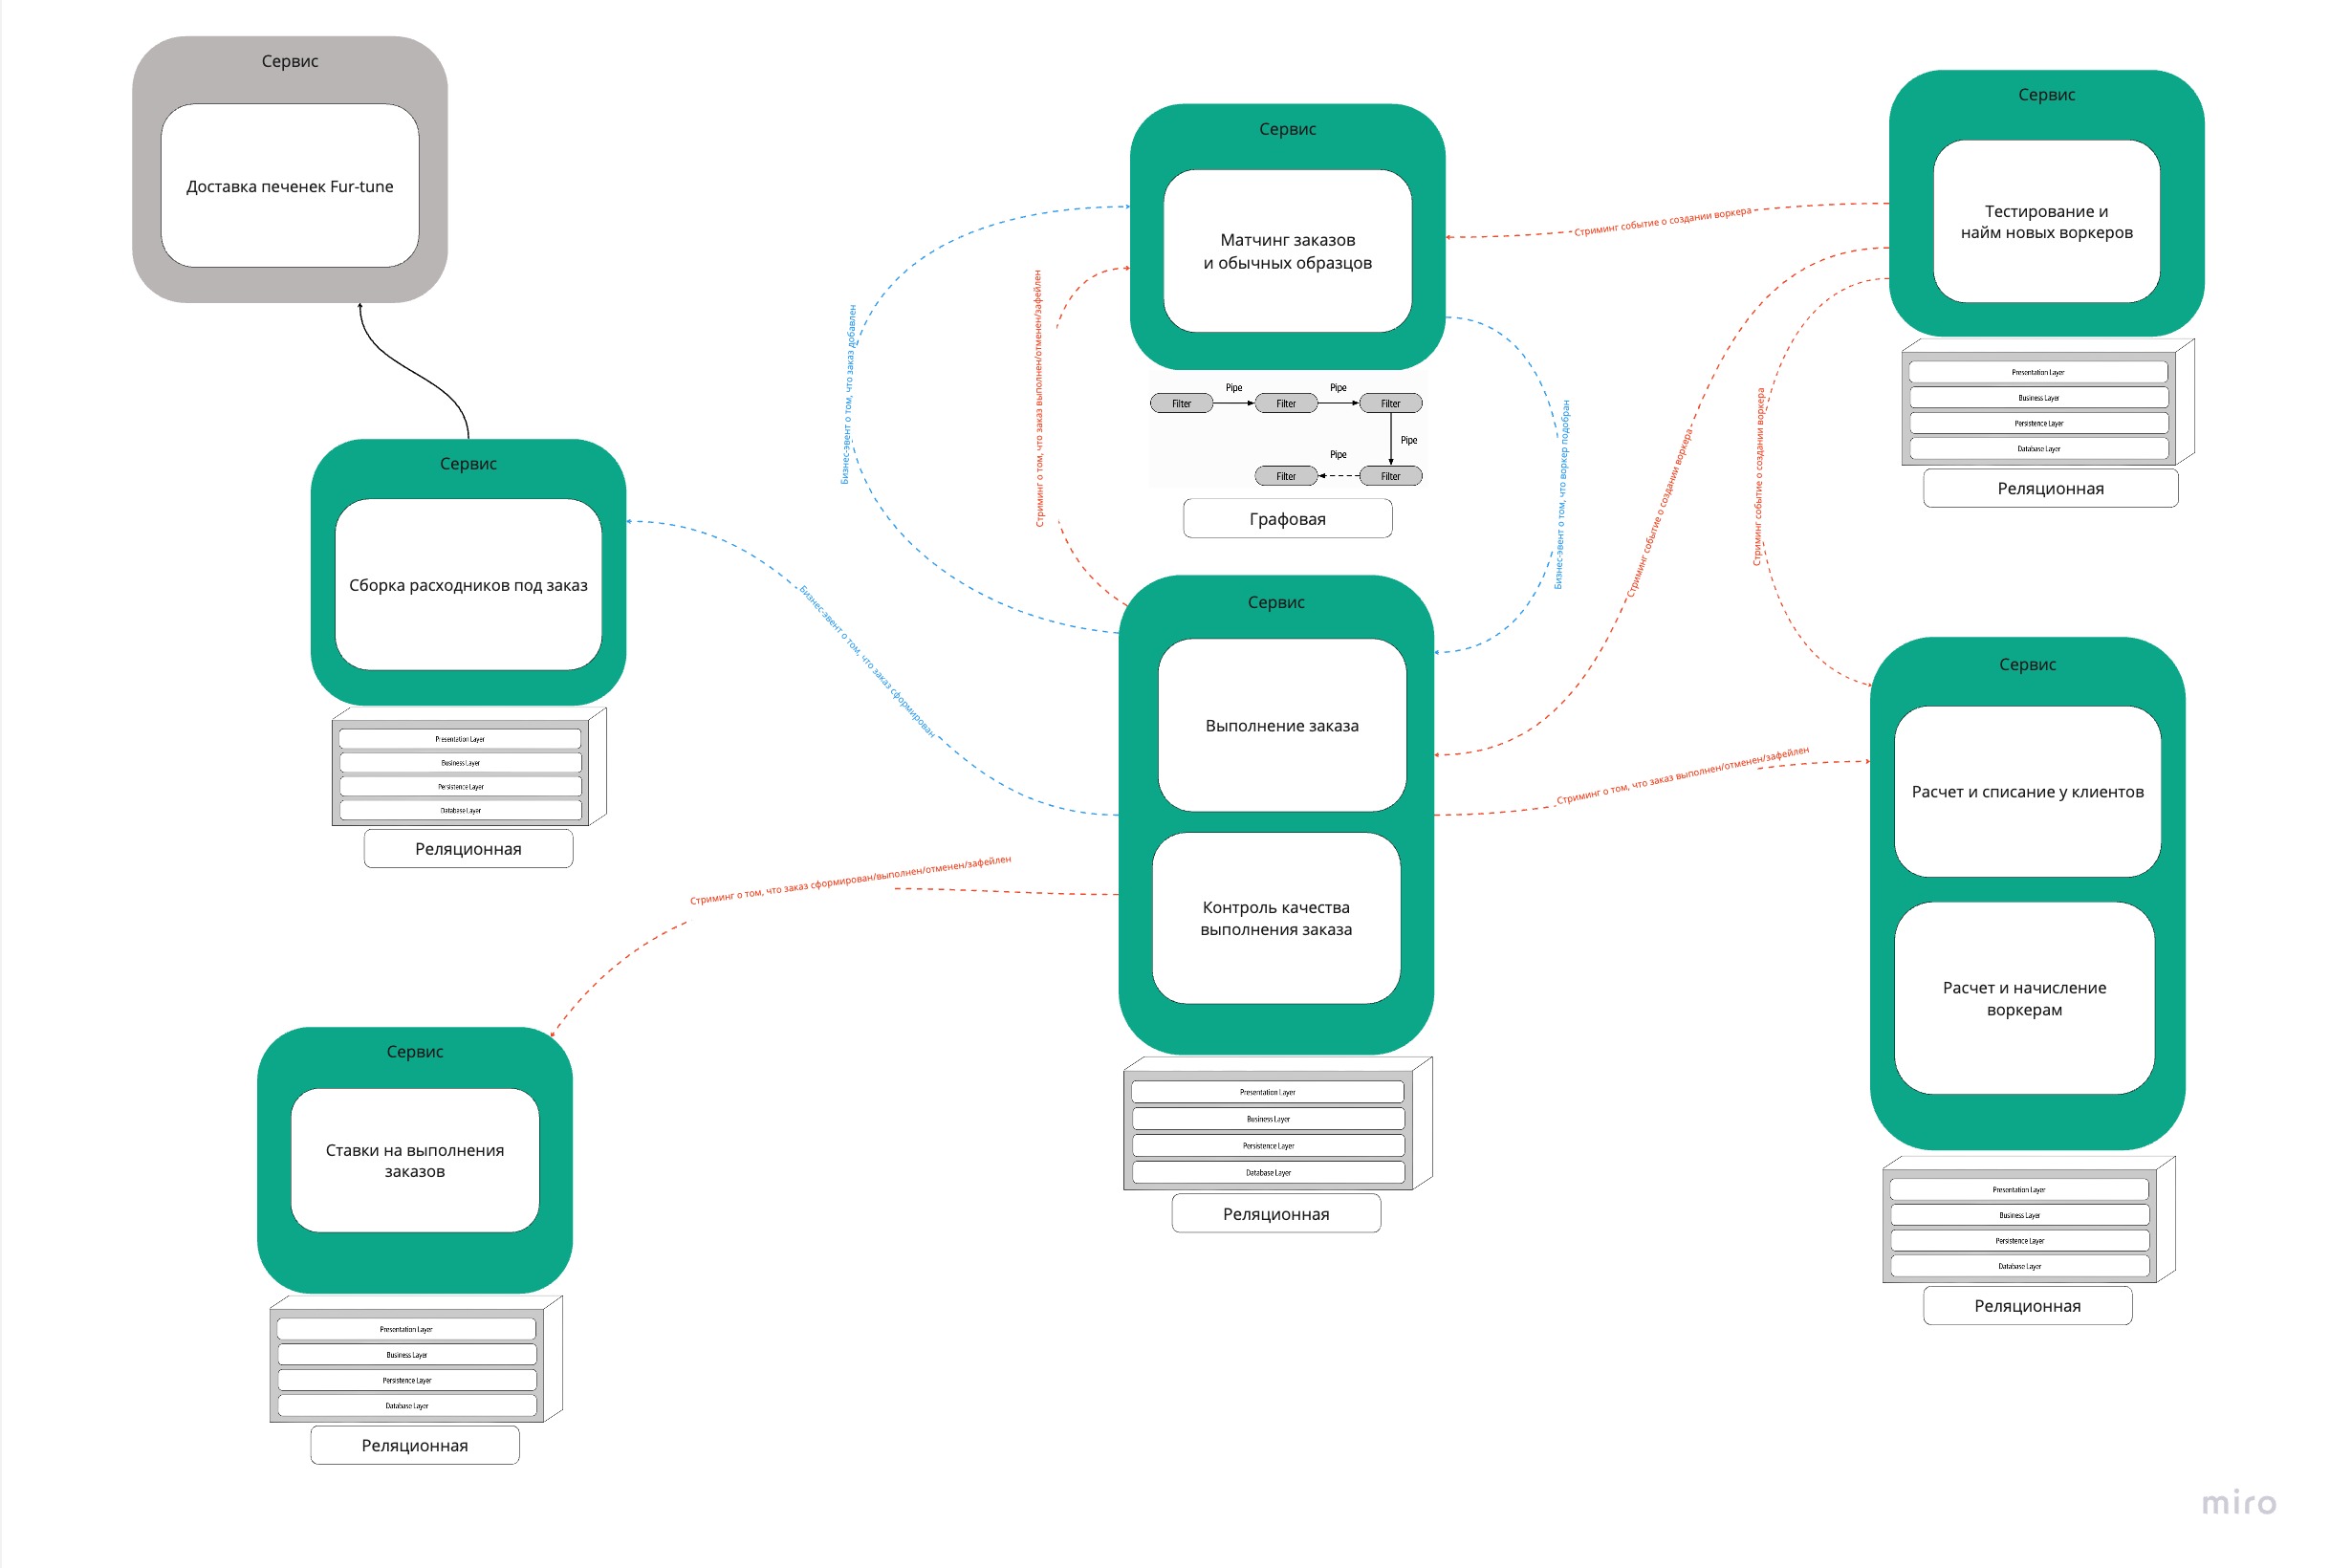 Сервис
Доставка печенек Fur-tune
Сервис
Сборка расходников под заказ
Presentation Layer
Business Layer
Persistence Layer
Database Layer
Реляционная
Сервис
Ставки на выполнения
заказов
Presentation Layer
Business Layer
Persistence Layer
Database Layer
Реляционная
Бизнес-эвент о том, что заказ добавлен
Стриминг о том, что заказ выполнен/отменен/зафейлен
Бизнес-эвент о том, что заказ сформирован
Стриминг о том, что заказ сформирован/выполнен/отменен/зафейлен
Сервис
Матчинг заказов
и обычных образцов
Pipe
Pipe
Filter
Filter
Filter
Pipe
Pipe
Filter
Filter
Графовая
Сервис
Выполнение заказа
Контроль качества
выполнения заказа
Presentation Layer
Business Layer
Persistence Layer
Database Layer
Реляционная
Стриминг событие о создании воркера
Бизнес-эвент о том, что воркер подобран
Стриминг событие о создании воркера
Стриминг событие о создании воркера
Стриминг о том, что заказ выполнен/отменен/зафейлен
Сервис
Тестирование и
найм новых воркеров
Presentation Layer
Business Layer
Persistence Layer
Database Layer
Реляционная
Сервис
Расчет и списание у клиентов
Расчет и начисление
воркерам
Presentation Layer
Business Layer
Persistence Layer
Database Layer
Реляционная
miro